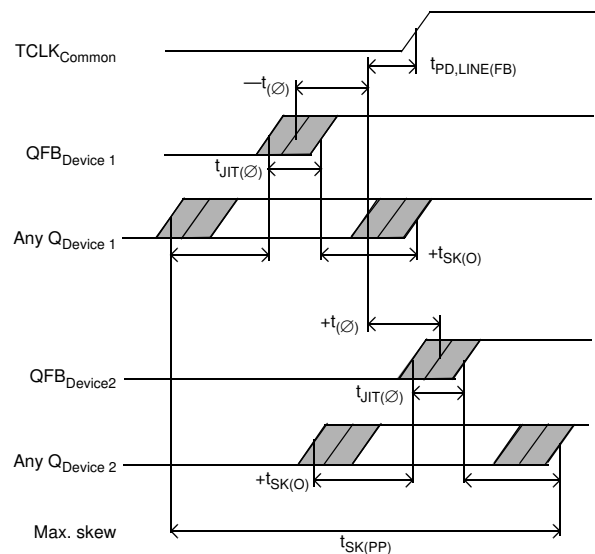 TCLKCommon
tPD,LINE(FB)
—t(∅)
QFBDevice 1
tJIT(∅)
Any QDevice 1
+tSK(O)
+t(∅)
QFBDevice2
tJIT(∅)
Any QDevice 2
+tSK(O)
Max. skew
tSK(PP)